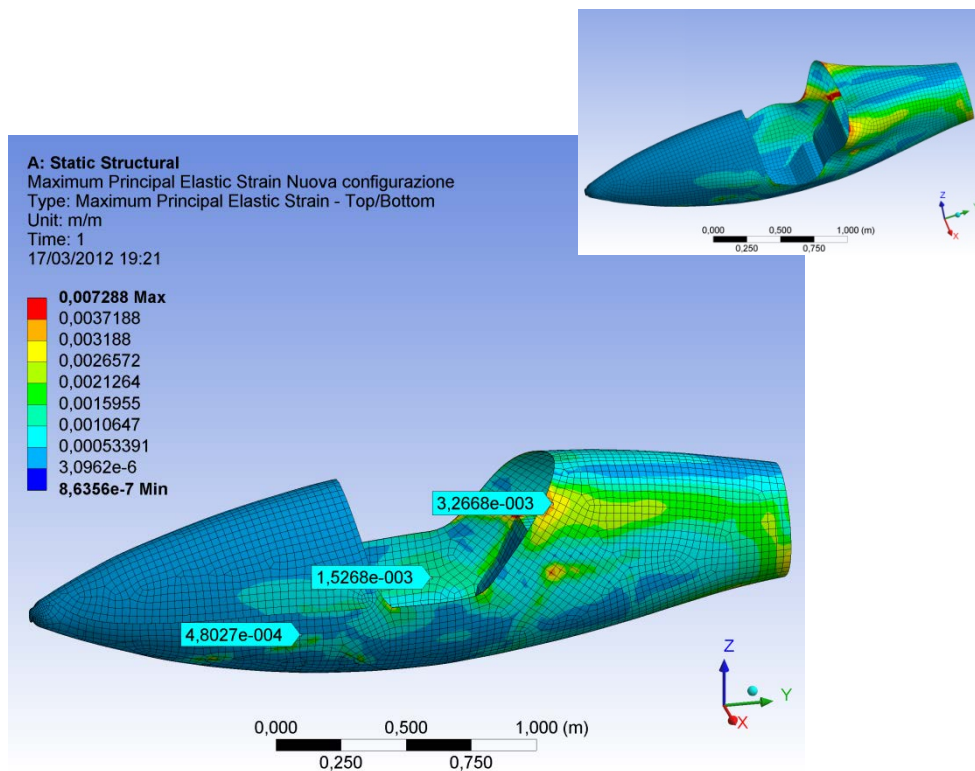 Z
Y
X
0,000 0,500 1,000 (m)
0,250 0,750
A: Static Structural
Maximum Principal Elastic Strain Nuova configurazione
Type: Maximum Principal Elastic Strain - Top/Bottom
Unit: m/m
Time: 1
17/03/2012 19:21
0,007288 Max
0,0037188
0,003188
0,0026572
0,0021264
0,0015955
0,0010647
0,00053391
3,0962e-6
8,6356e-7 Min
3,2668e-003
1,5268e-003
4,8027e-004
Z
Y
X
0,000 0,500 1,000 (m)
0,250 0,750